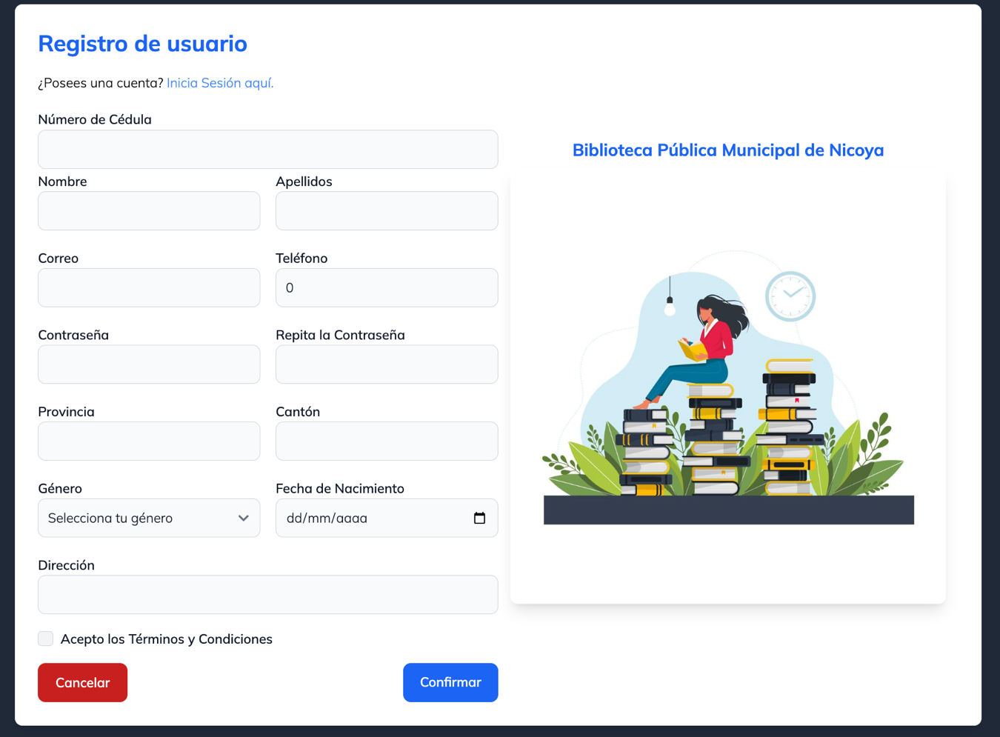 Registro de usuario
¿Posees una cuenta? Inicia Sesión aquí.
Número de Cédula
Nombre
Apellidos
Correo
Teléfono
0
Contraseña
Repita la Contraseña
Provincia
Cantón
Género
Fecha de Nacimiento
Selecciona tu género
dd/mm/aaaa
Dirección
Acepto los Términos y Condiciones
Cancelar
Confirmar
Biblioteca Pública Municipal de Nicoya